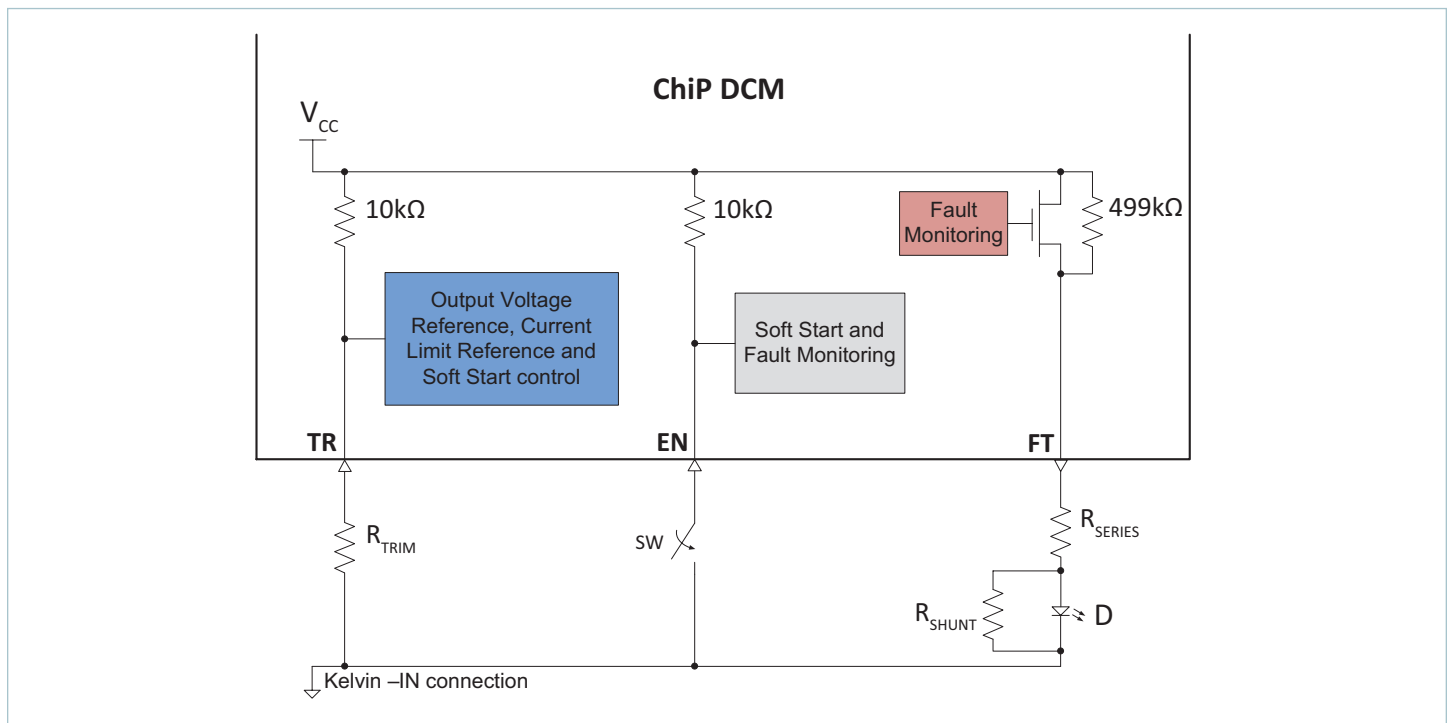 ChiP DCM
VCC
10kΩ
10kΩ
499kΩ
Fault
Monitoring
Output Voltage
Reference, Current
Limit Reference and
Soft Start control
Soft Start and
Fault Monitoring
TR
EN
FT
RTRIM
SW
RSERIES
RSHUNT
D
Kelvin –IN connection